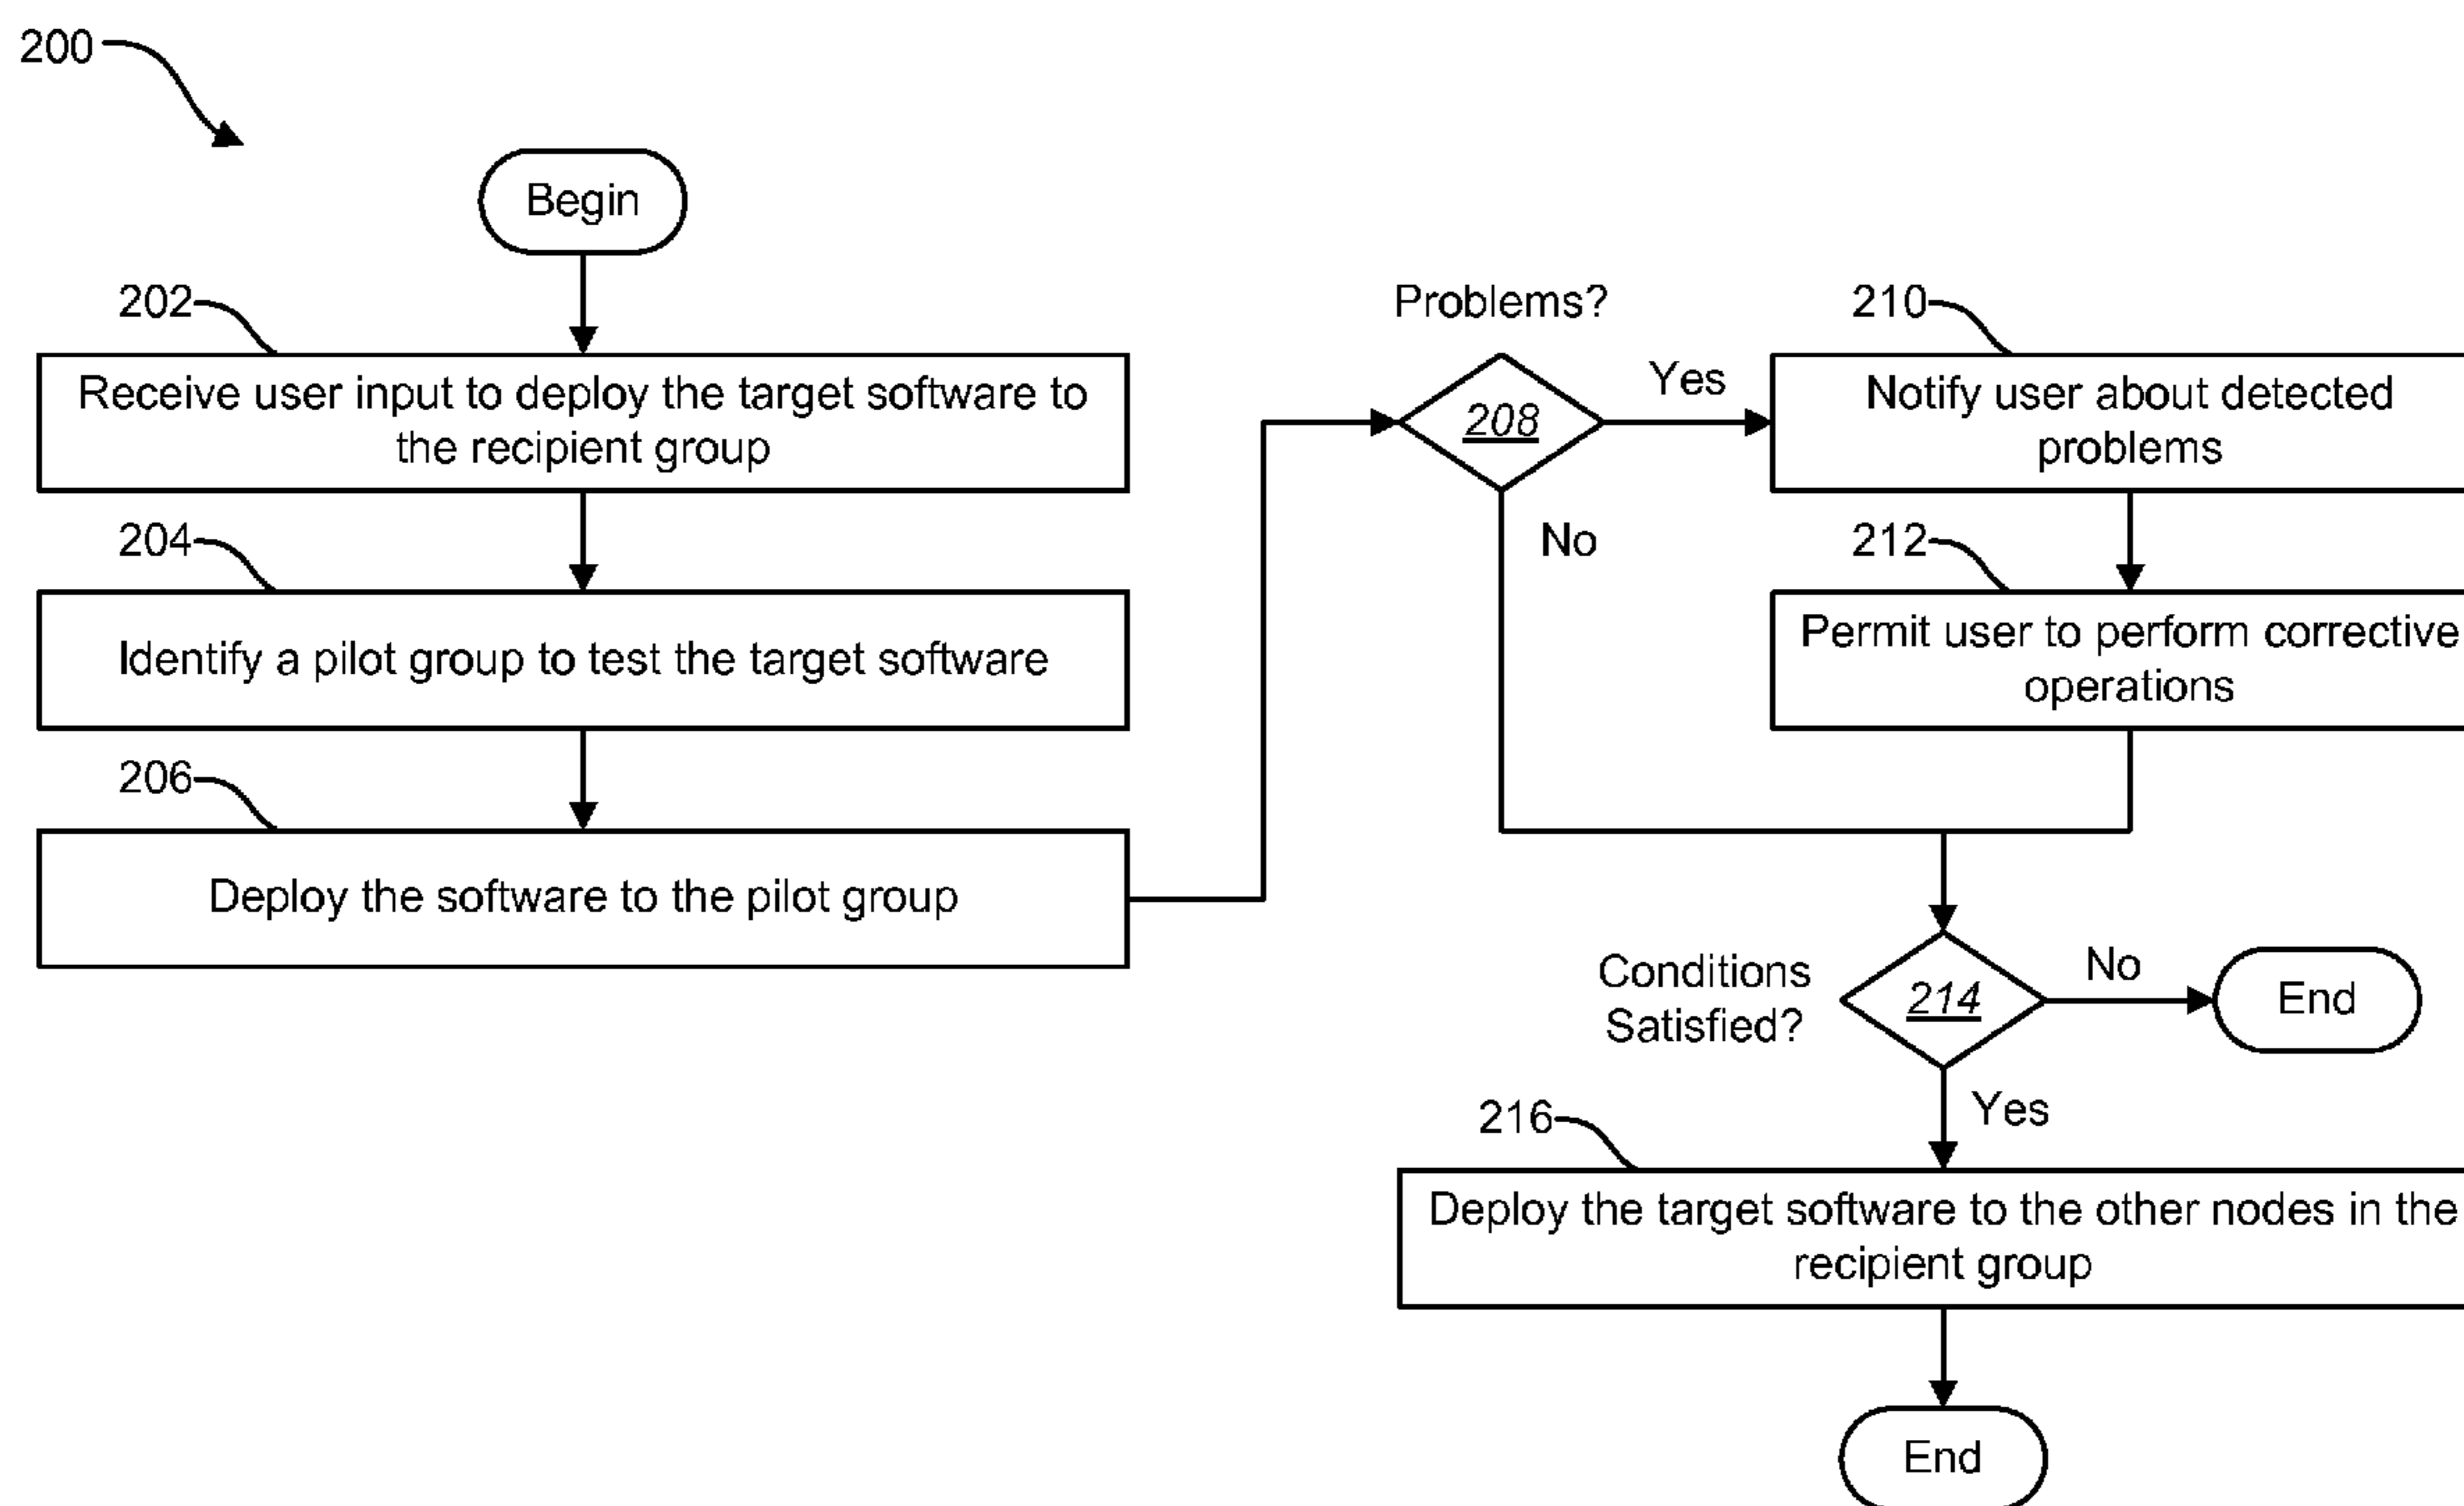 200
Begin
202
Receive user input to deploy the target software to
the recipient group
204
Identify a pilot group to test the target software
206
Deploy the software to the pilot group
Problems?
208
Yes
No
210
Notify user about detected
problems
212
Permit user to perform corrective
operations
Conditions
Satisfied?
214
No
End
Yes
216
Deploy the target software to the other nodes in the
recipient group
End